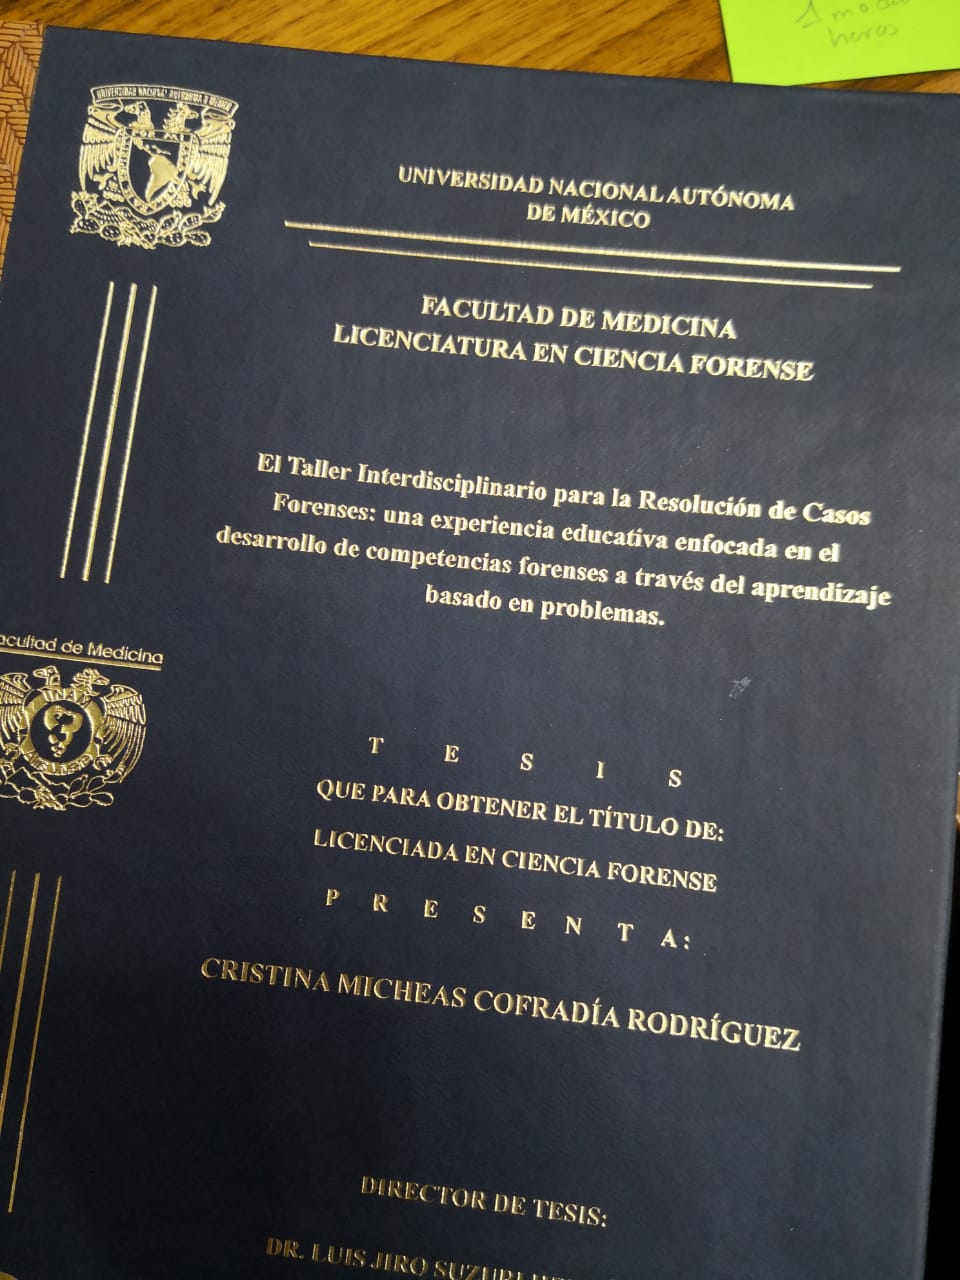 UNIVERSIDAD NACIONAL AUTÓNOMA
DE MÉXICO
FACULTAD DE MEDICINA
LICENCIATURA EN CIENCIA FORENSE
El Taller Interdisciplinario para la Resolución de Casos
Forenses: una experiencia educativa enfocada en el
desarrollo de competencias forenses a través del aprendizaje
basado en problemas.
acultad de Medicina
T E S I S
QUE PARA OBTENER EL TÍTULO DE:
LICENCIADA EN CIENCIA FORENSE
P R E S E N T A:
CRISTINA MICHEAS COFRADÍA RODRÍGUEZ
DIRECTOR DE TESIS:
DR. LUIS JIRO